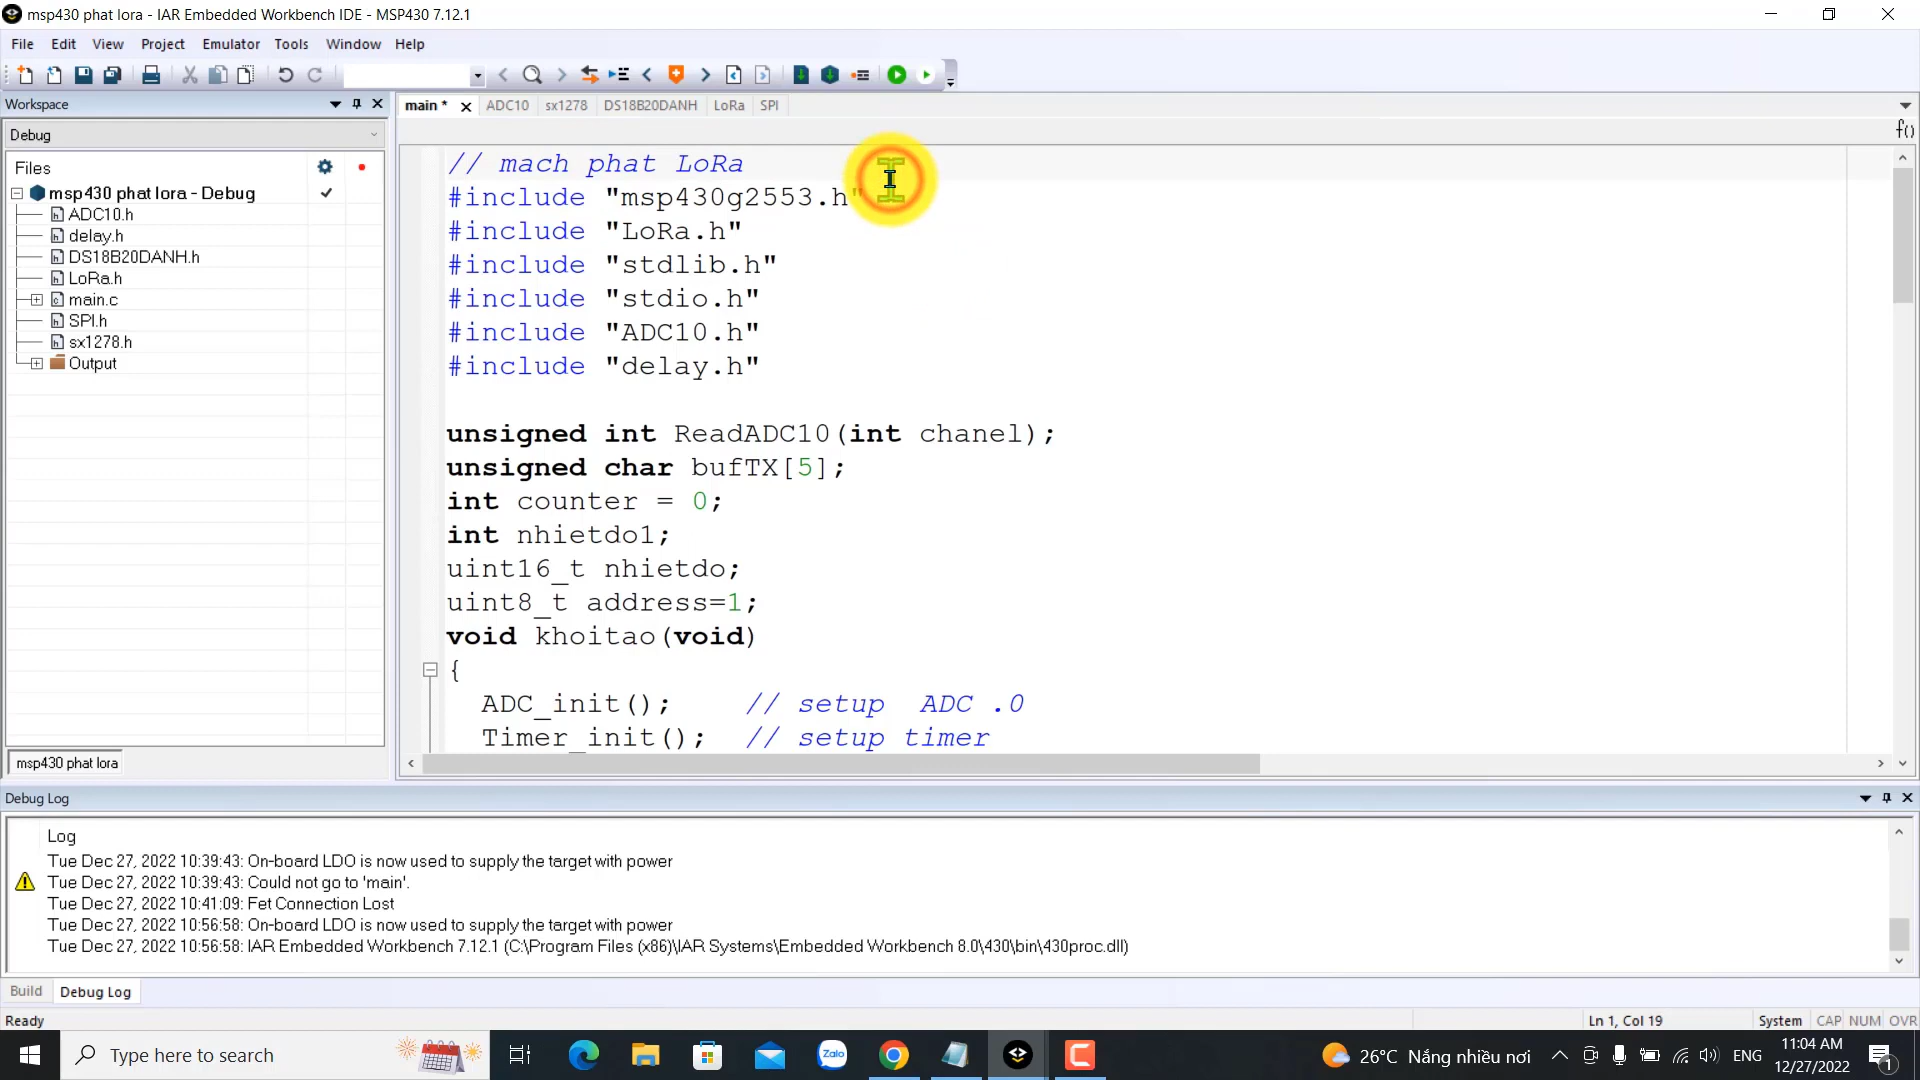 msp430 phat lora - IAR Embedded Workbench IDE - MSP430 7.12.1
File Edit View Project Emulator Tools Window Help
Workspace
main * ADC10 sx1278 DS18B20DANH LoRa SPI
Debug
f()
Files
msp430 phat lora - Debug
ADC10.h
delay.h
DS18B20DANH.h
LoRa.h
main.c
SPI.h
sx1278.h
Output
msp430 phat lora
// mach phat LoRa
#include "msp430g2553.h"
#include "LoRa.h"
#include "stdlib.h"
#include "stdio.h"
#include "ADC10.h"
#include "delay.h"
unsigned int ReadADC10(int chanel);
unsigned char bufTX[5];
int counter = 0;
int nhietdo1;
uint16_t nhietdo;
uint8_t address=1;
void khoitao(void)
{
ADC_init(); // setup ADC .0
Timer_init(); // setup timer
Debug Log
Log
Tue Dec 27, 2022 10:39:43: On-board LDO is now used to supply the target with power
Tue Dec 27, 2022 10:39:43: Could not go to 'main'.
Tue Dec 27, 2022 10:41:09: Fet Connection Lost
Tue Dec 27, 2022 10:56:58: On-board LDO is now used to supply the target with power
Tue Dec 27, 2022 10:56:58: IAR Embedded Workbench 7.12.1 (C:\Program Files (x86)\IAR Systems\Embedded Workbench 8.0\430\bin\430proc.dll)
Build Debug Log
Ready
Ln 1, Col 19
System CAP NUM OVR
Type here to search
Zalo
26°C Nắng nhiều nơi
ENG
11:04 AM
12/27/2022
1